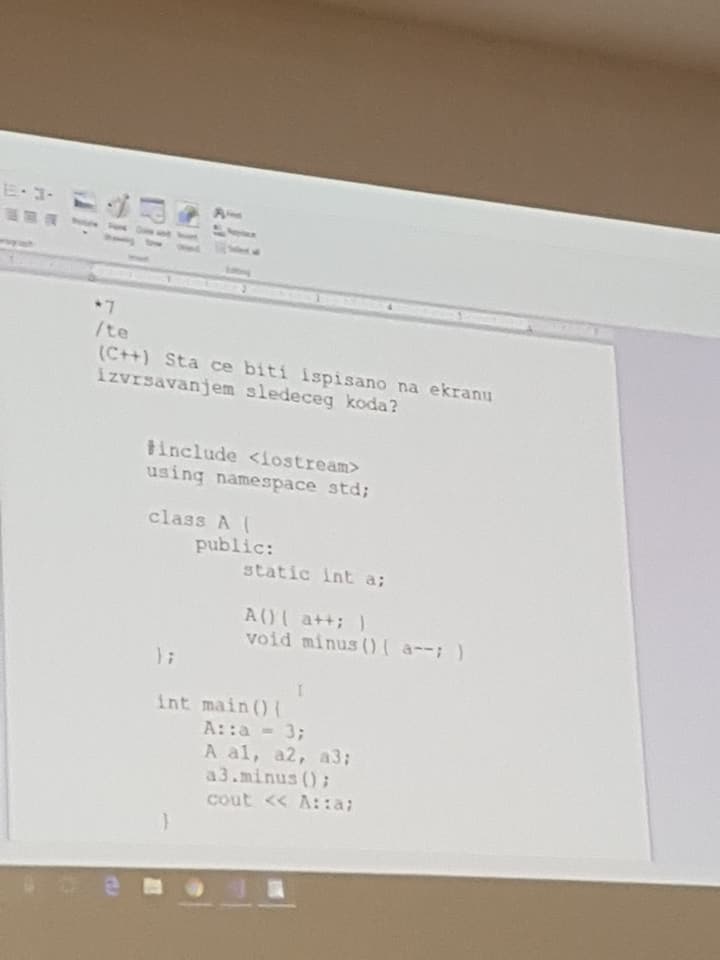 *7
/te
(C++) Sta ce biti ispisano na ekranu
izvrsavanjem sledeceg koda?
#include <iostream>
using namespace std;
class A {
public:
static int a;
A(){ a++; }
void minus(){ a--; }
};
int main(){
A::a = 3;
A a1, a2, a3;
a3.minus();
cout << A::a;
}